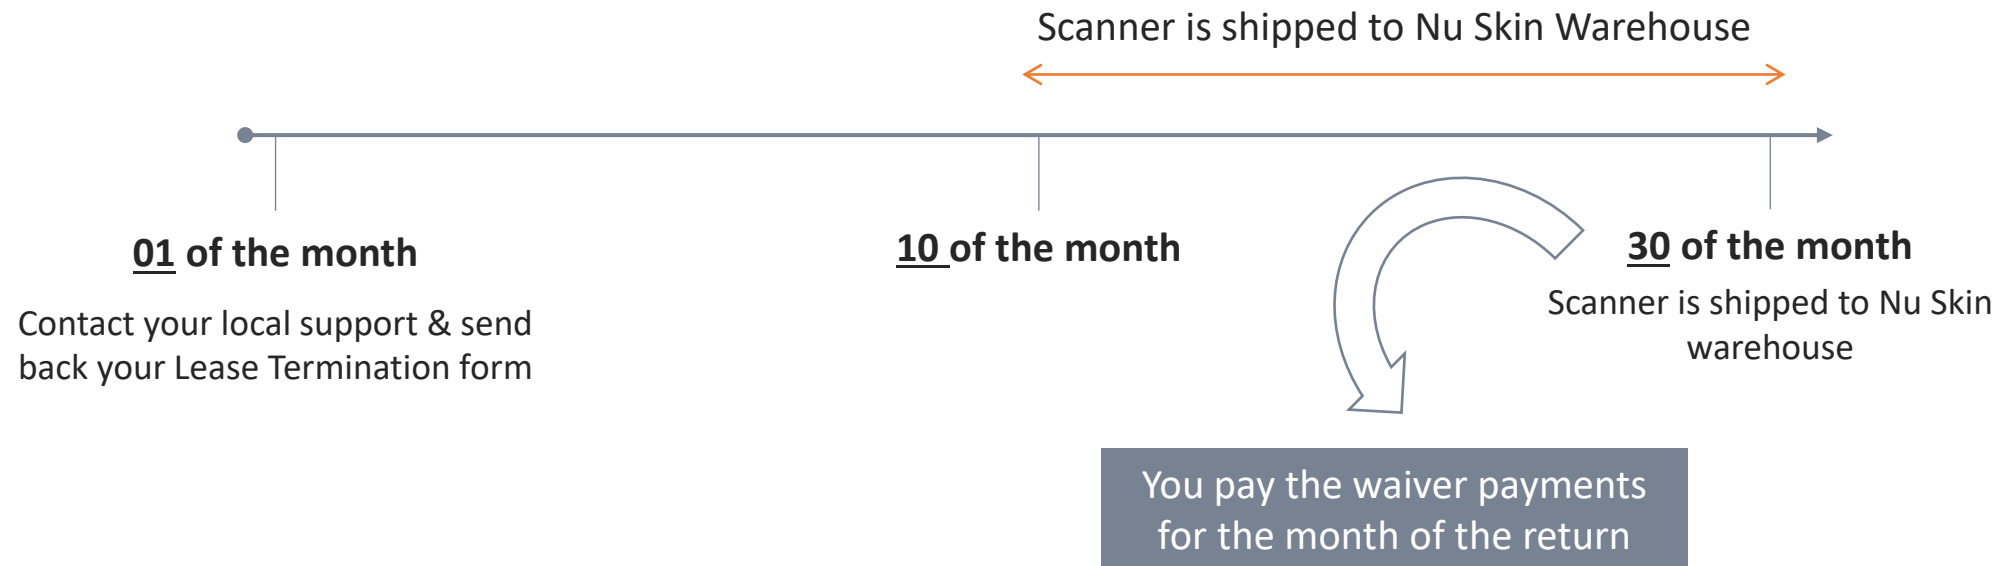 Scanner is shipped to Nu Skin Warehouse
01 of the month
Contact your local support & send
back your Lease Termination form
10 of the month
30 of the month
Scanner is shipped to Nu Skin
warehouse
You pay the waiver payments
for the month of the return